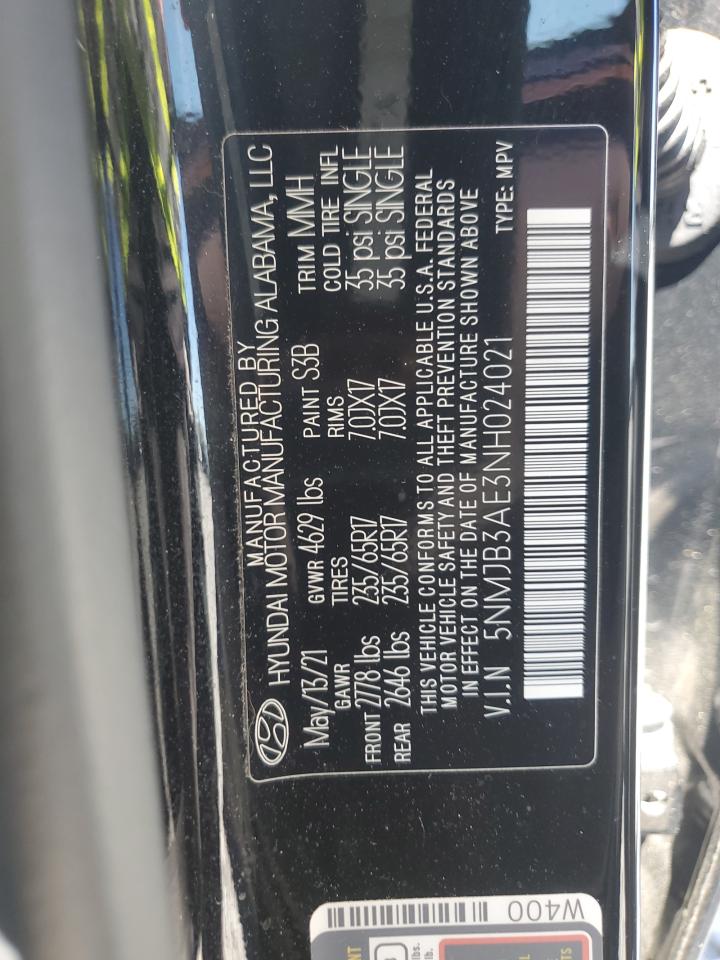 MANUFACTURED BY
HYUNDAI MOTOR MANUFACTURING ALABAMA, LLC
May/13/21 GVWR 4629 lbs PAINT S3B TRIM MMH
GAWR TIRES RIMS COLD TIRE INFL
FRONT 2778 lbs 235/65R17 7.0JX17 35 psi SINGLE
REAR 2646 lbs 235/65R17 7.0JX17 35 psi SINGLE
THIS VEHICLE CONFORMS TO ALL APPLICABLE U.S.A. FEDERAL
MOTOR VEHICLE SAFETY AND THEFT PREVENTION STANDARDS
IN EFFECT ON THE DATE OF MANUFACTURE SHOWN ABOVE
V.I.N 5NMJB3AE3NH024021 TYPE: MPV
W400